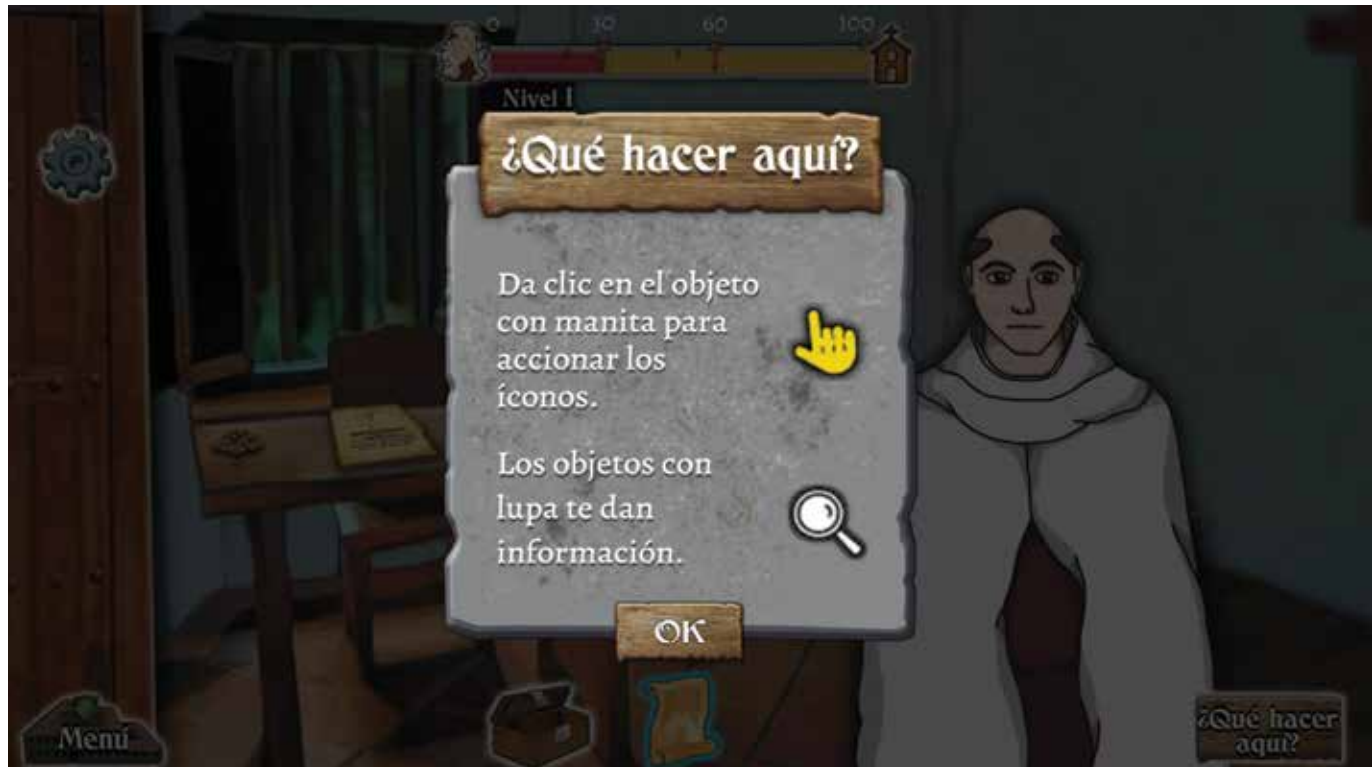 0 30 60 100
Nivel I
¿Qué hacer aquí?
Da clic en el objeto
con manita para
accionar los
íconos.
Los objetos con
lupa te dan
información.
OK
Menú
¿Qué hacer
aquí?